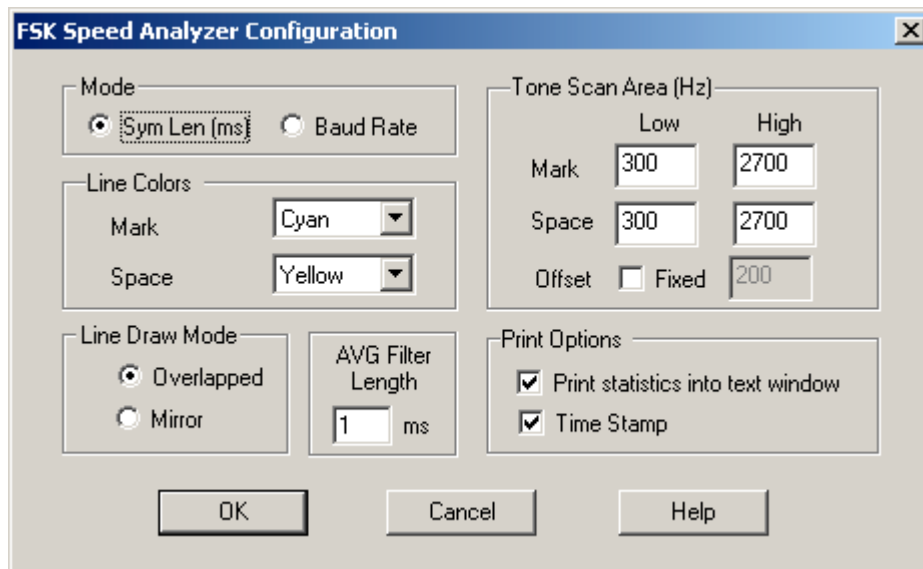 FSK Speed Analyzer Configuration
Mode
Sym Len (ms)
Baud Rate
Line Colors
Mark
Cyan
Space
Yellow
Line Draw Mode
Overlapped
Mirror
AVG Filter
Length
1 ms
Tone Scan Area (Hz)
Low High
Mark 300 2700
Space 300 2700
Offset Fixed 200
Print Options
Print statistics into text window
Time Stamp
OK
Cancel
Help